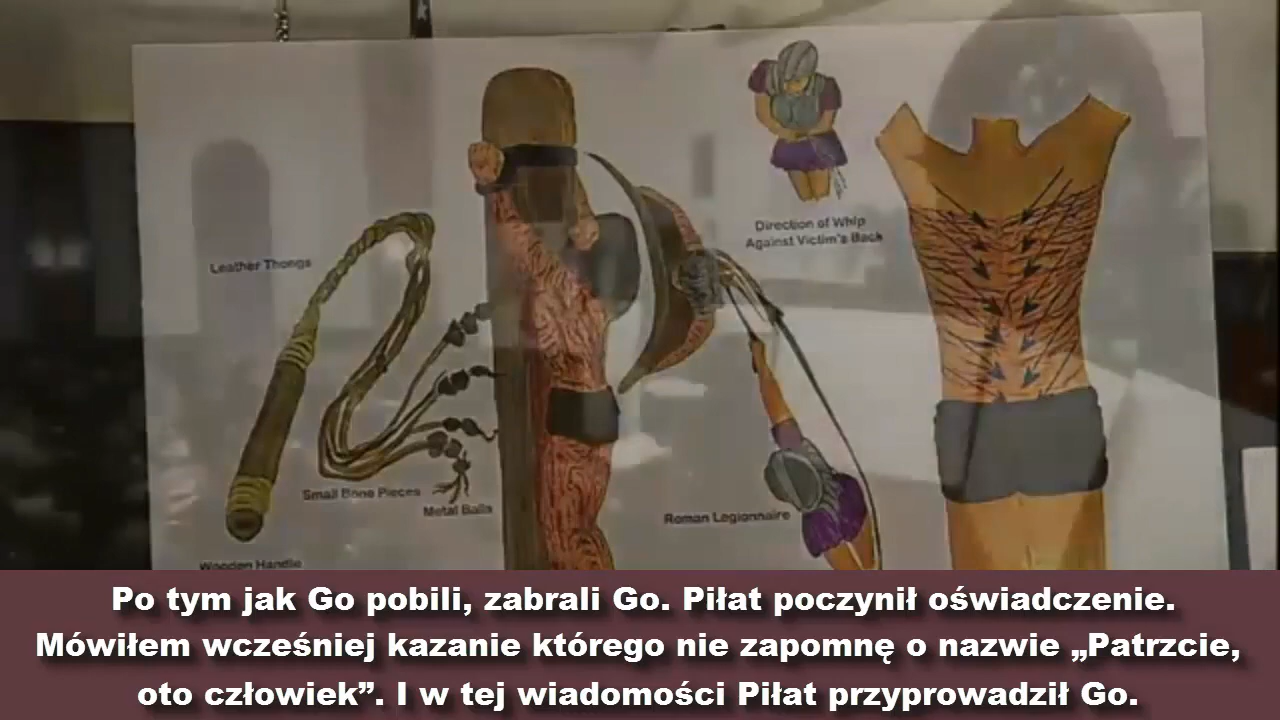 Direction of Whip
Against Victim's Back
Leather Thongs
Small Bone Pieces
Metal Balls
Roman Legionnaire
Wooden Handle
Po tym jak Go pobili, zabrali Go. Piłat poczynił oświadczenie.
Mówiłem wcześniej kazanie którego nie zapomnę o nazwie „Patrzcie,
oto człowiek”. I w tej wiadomości Piłat przyprowadził Go.